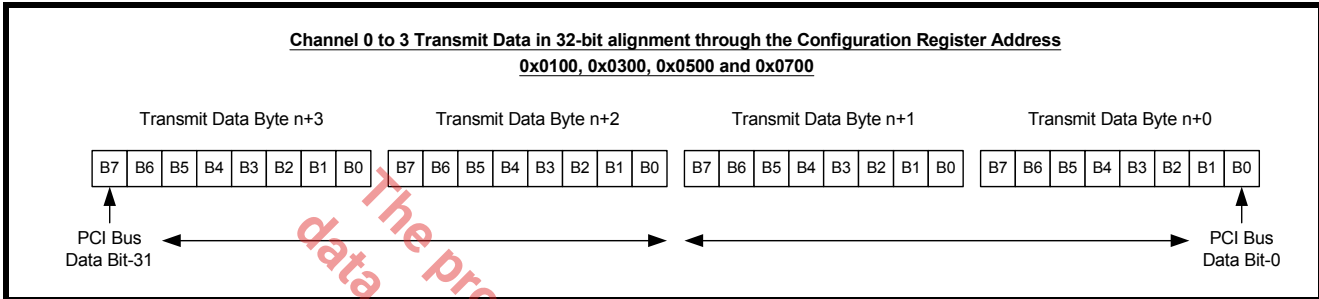 Channel 0 to 3 Transmit Data in 32-bit alignment through the Configuration Register Address
0x0100, 0x0300, 0x0500 and 0x0700
Transmit Data Byte n+3 Transmit Data Byte n+2 Transmit Data Byte n+1 Transmit Data Byte n+0
B7 B6 B5 B4 B3 B2 B1 B0 B7 B6 B5 B4 B3 B2 B1 B0 B7 B6 B5 B4 B3 B2 B1 B0 B7 B6 B5 B4 B3 B2 B1 B0
PCI Bus
Data Bit-31
PCI Bus
Data Bit-0
The
data